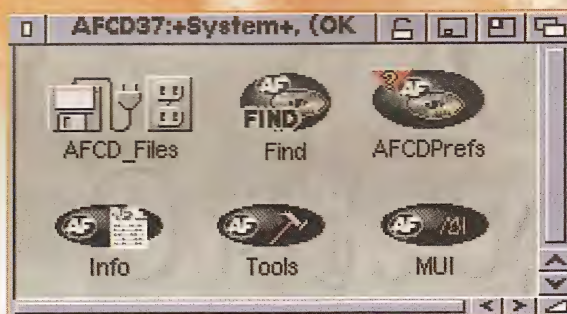 AFCD37:+System+, (OK
AF
AF
FIND
?
AF
AFCD_Files
Find
AFCDPrefs
AF
AF
AF
Info
Tools
MUI